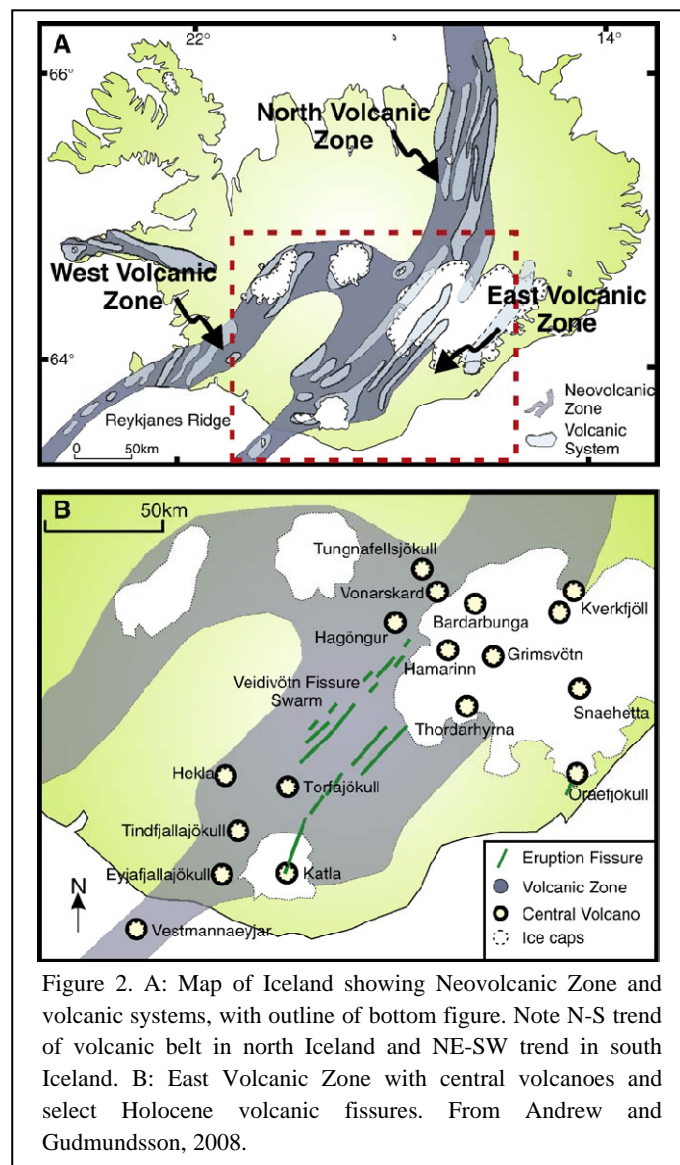 A
22°
14°
66°
North Volcanic
Zone
West Volcanic
Zone
East Volcanic
Zone
64°
Reykjanes Ridge
0 50km
Neovolcanic
Zone
Volcanic
System
B
50km
Tungnafellsjökull
Vonarskard
Bardarbunga
Kverkfjöll
Hagöngur
Hamarinn
Grimsvötn
Veidivötn Fissure
Swarm
Snaehetta
Thordarhyrna
Hekla
Torfajökull
Öraefjokull
Tindfjallajökull
Eyjafjallajökull
Katla
N
Vestmannaeyjar
Eruption Fissure
Volcanic Zone
Central Volcano
Ice caps
Figure 2. A: Map of Iceland showing Neovolcanic Zone and
volcanic systems, with outline of bottom figure. Note N-S trend
of volcanic belt in north Iceland and NE-SW trend in south
Iceland. B: East Volcanic Zone with central volcanoes and
select Holocene volcanic fissures. From Andrew and
Gudmundsson, 2008.